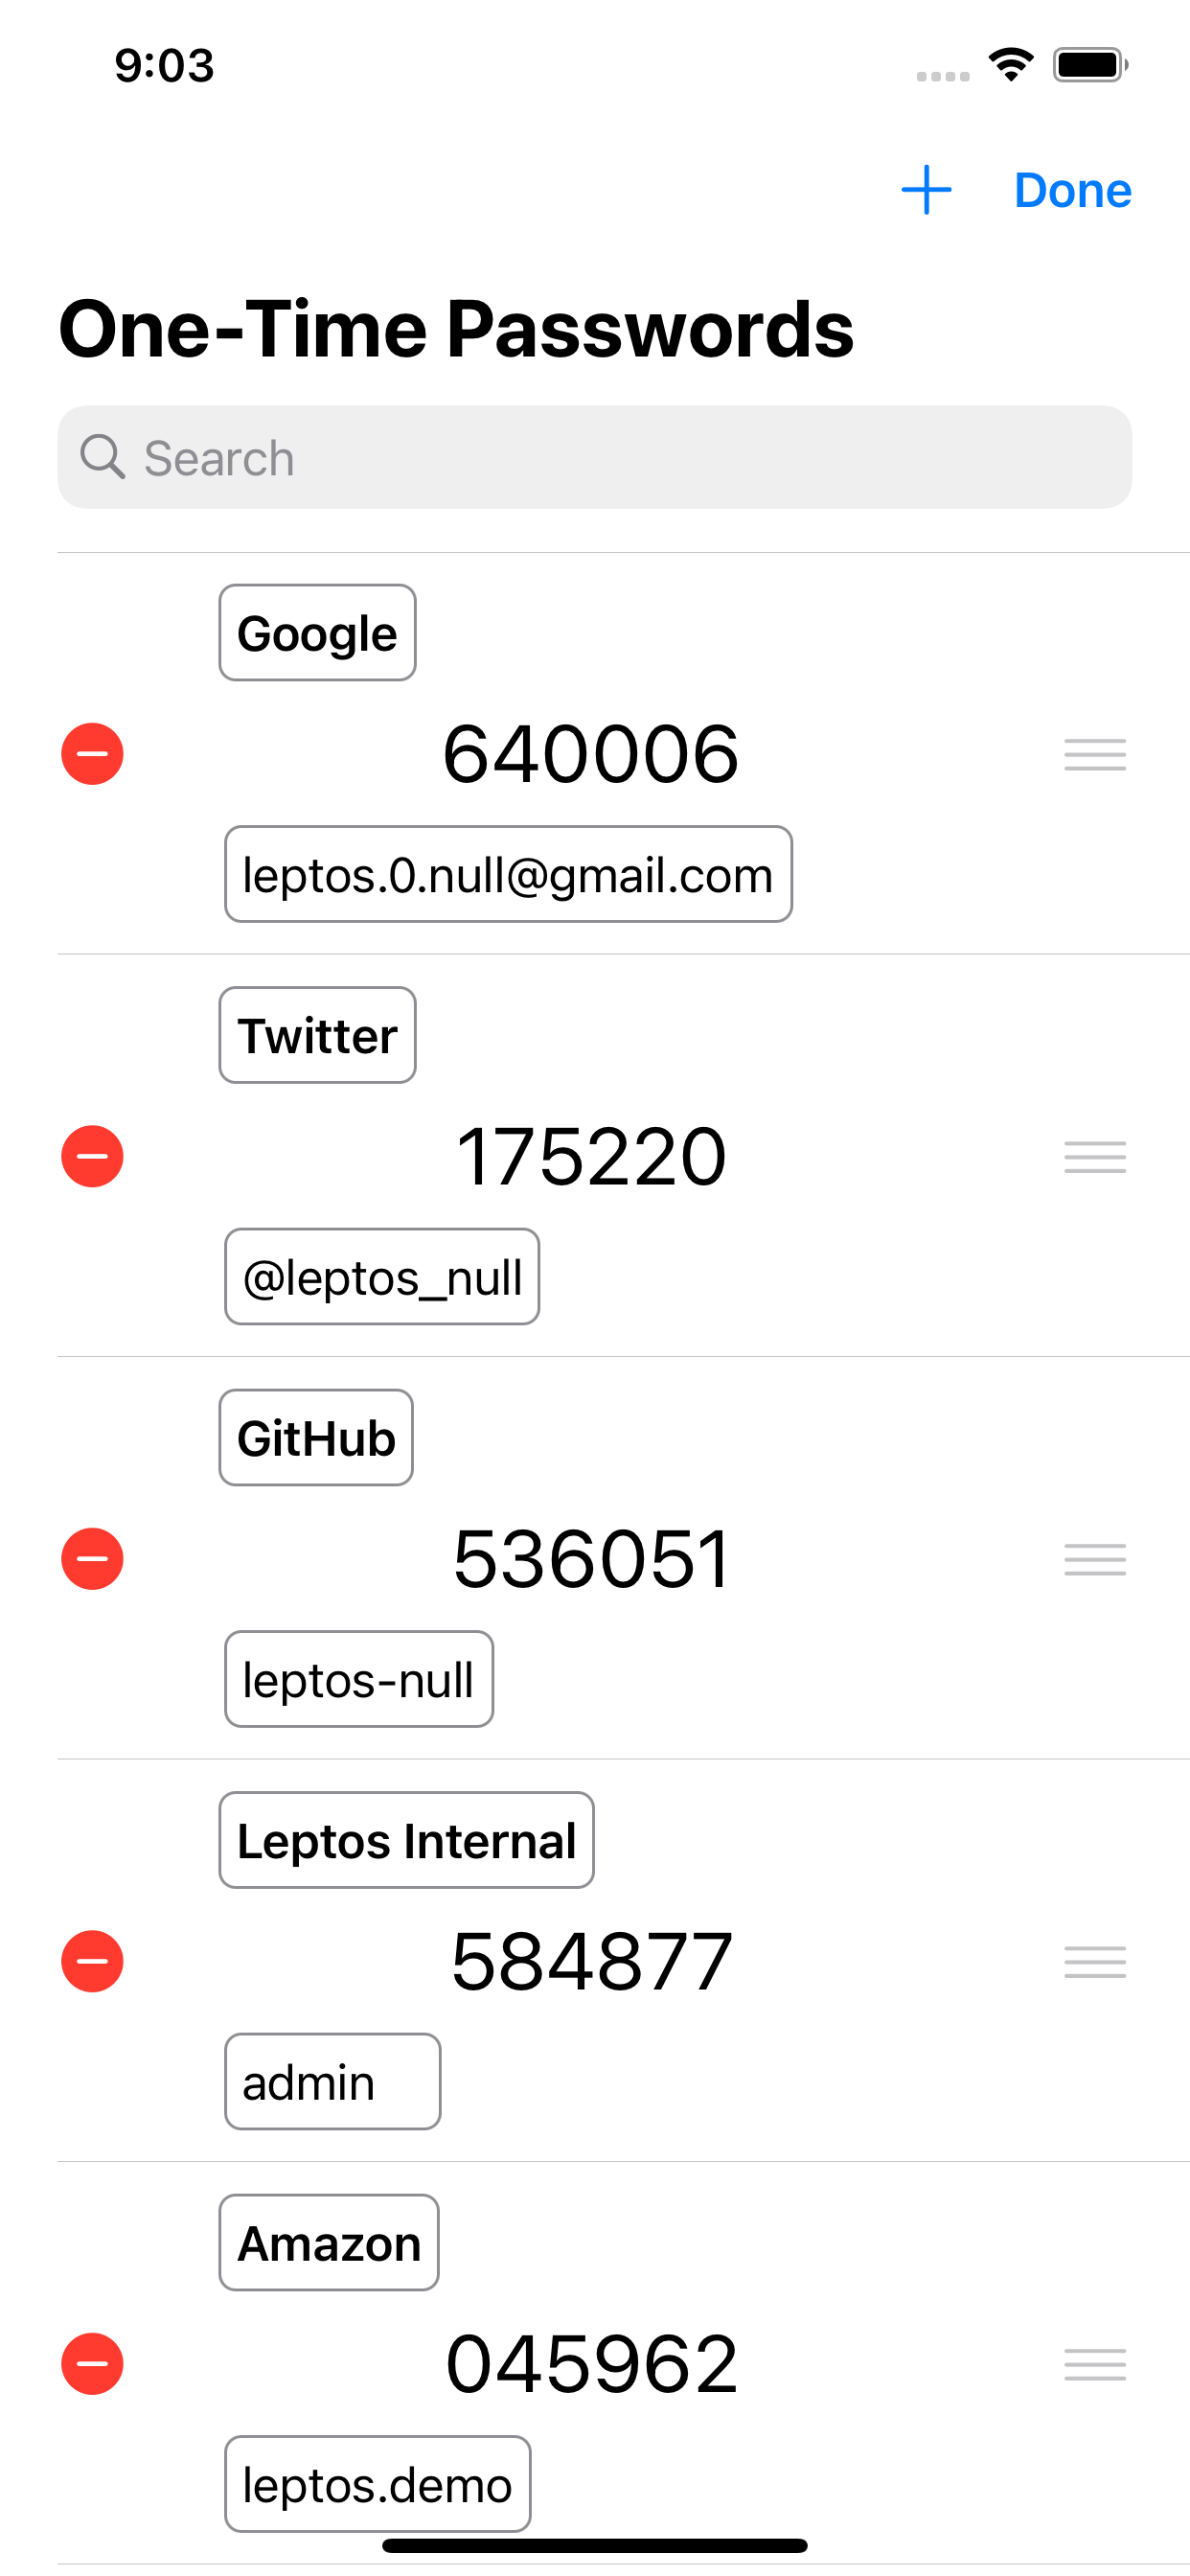 9:03
Done
One-Time Passwords
Search
Google
640006
leptos.0.null@gmail.com
Twitter
175220
@leptos_null
GitHub
536051
leptos-null
Leptos Internal
584877
admin
Amazon
045962
leptos.demo